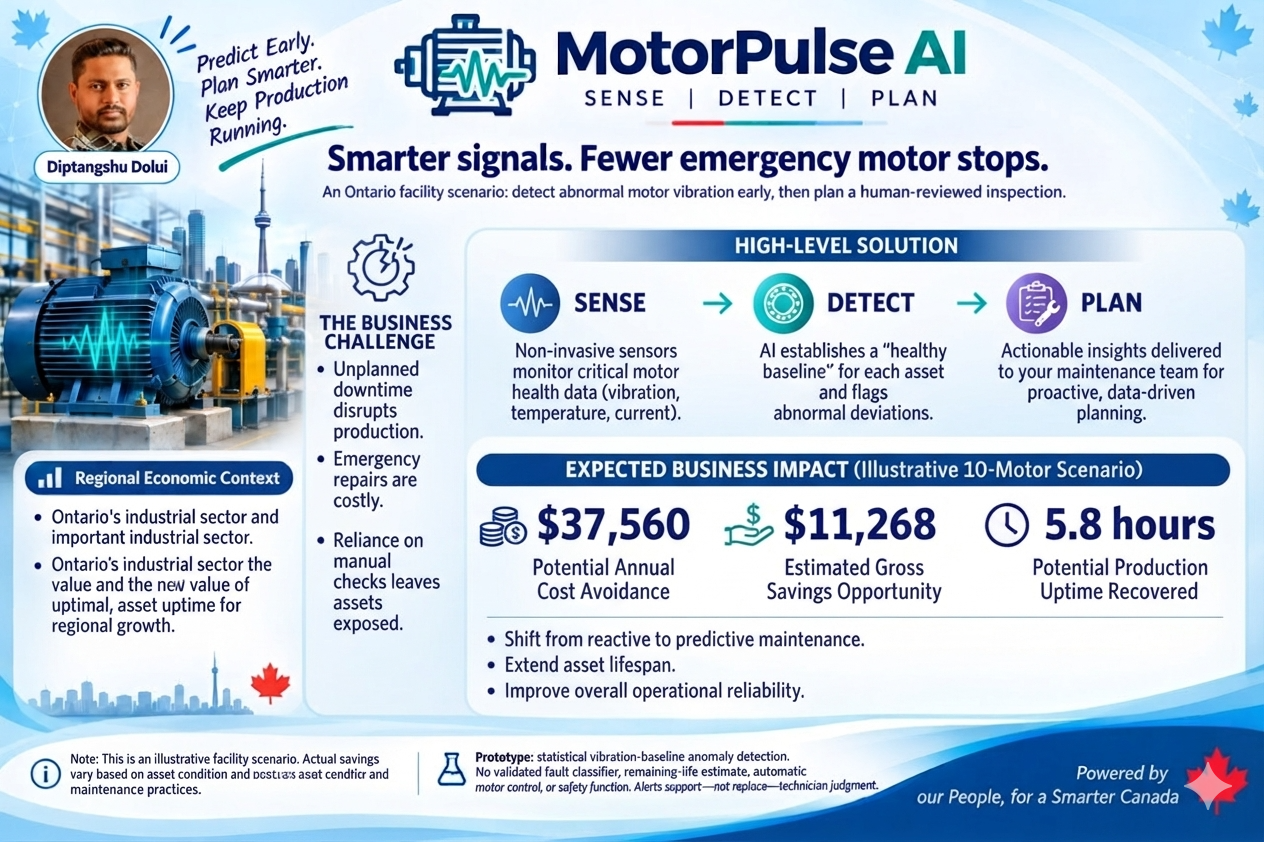 Predict Early.
Plan Smarter.
Keep Production
Running.
Diptangshu Dolui
MotorPulse AI
SENSE | DETECT | PLAN
Smarter signals. Fewer emergency motor stops.
An Ontario facility scenario: detect abnormal motor vibration early, then plan a human-reviewed inspection.
THE BUSINESS
CHALLENGE
• Unplanned
downtime
disrupts
production.
• Emergency
repairs are
costly.
• Reliance on
manual
checks leaves
assets
exposed.
HIGH-LEVEL SOLUTION
SENSE
Non-invasive sensors
monitor critical motor
health data (vibration,
temperature, current).
DETECT
AI establishes a "healthy
baseline" for each asset
and flags
abnormal deviations.
PLAN
Actionable insights delivered
to your maintenance team for
proactive, data-driven
planning.
Regional Economic Context
• Ontario's industrial sector and
important industrial sector.
• Ontario's industrial sector the
value and the new value of
uptimal, asset uptime for
regional growth.
EXPECTED BUSINESS IMPACT (Illustrative 10-Motor Scenario)
$37,560
Potential Annual
Cost Avoidance
$11,268
Estimated Gross
Savings Opportunity
5.8 hours
Potential Production
Uptime Recovered
• Shift from reactive to predictive maintenance.
• Extend asset lifespan.
• Improve overall operational reliability.
Note: This is an illustrative facility scenario. Actual savings
vary based on asset condition and and
maintenance practices.
Prototype: statistical vibration-baseline anomaly detection.
No validated fault classifier, remaining-life estimate, automatic
motor control, or safety function. Alerts support—not replace—technician judgment.
Powered by
our People, for a Smarter Canada